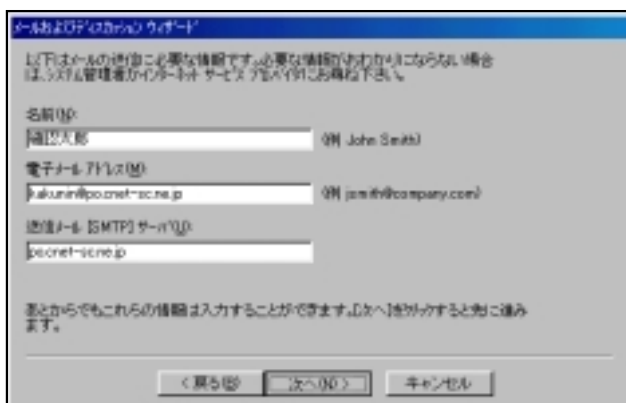 メールおよびディスカッション ウィザード
以下はメールの送信に必要な情報です。必要な情報がおわかりにならない場合
は、システム管理者かインターネット サービス プロバイダにお尋ね下さい。
名前(N):
確認太郎
(例 John Smith)
電子メール アドレス(M):
kakunin@po.cnet-sc.ne.jp
(例 jsmith@company.com)
送信メール [SMTP] サーバ(U):
po.cnet-sc.ne.jp
あとからでもこれらの情報は入力することができます。[次へ]をクリックすると先に進み
ます。
< 戻る(B)
次へ(N) >
キャンセル